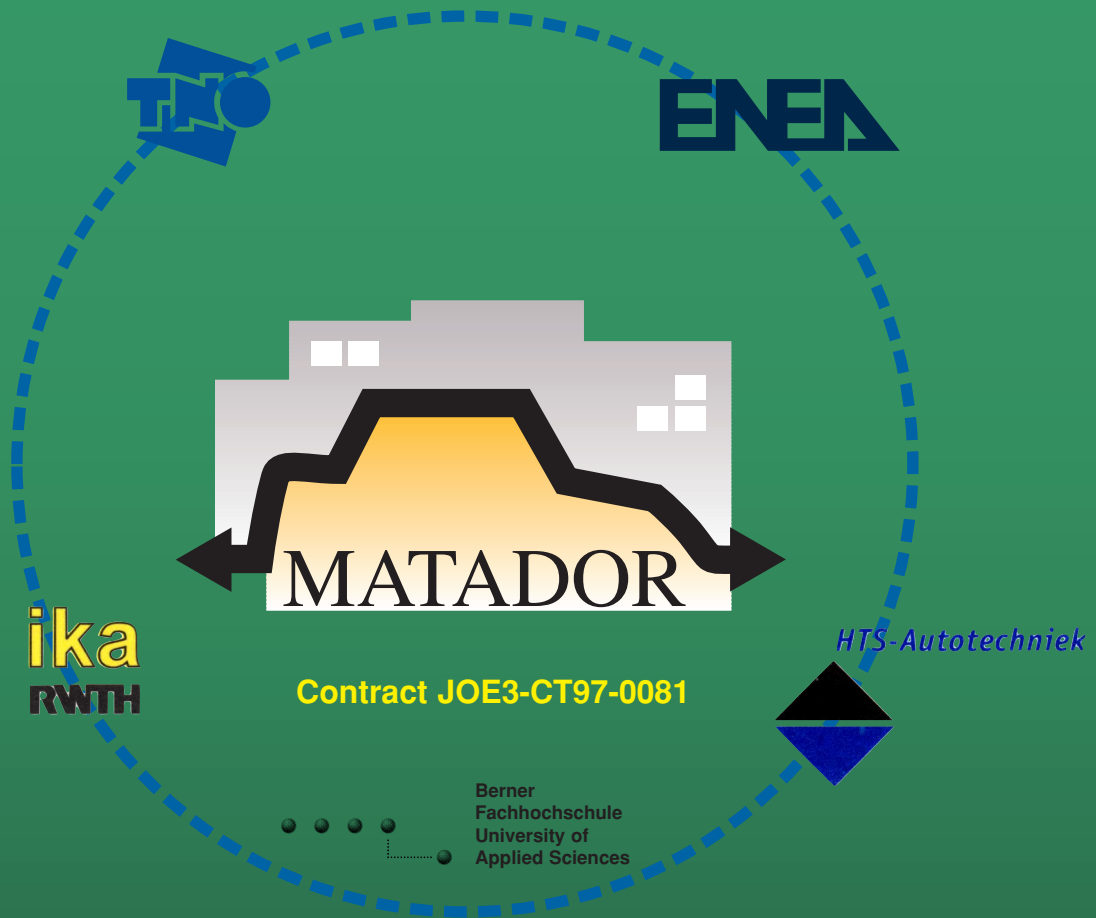 TNO
ENEA
MATADOR
ika
RWTH
HTS-Autotechniek
Contract JOE3-CT97-0081
Berner
Fachhochschule
University of
Applied Sciences